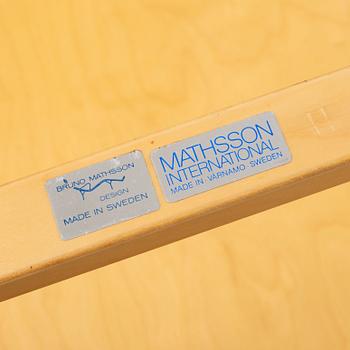 BRUNO MATHSSON
DESIGN
MADE IN SWEDEN
MATHSSON
INTERNATIONAL
MADE IN · VÄRNAMO · SWEDEN